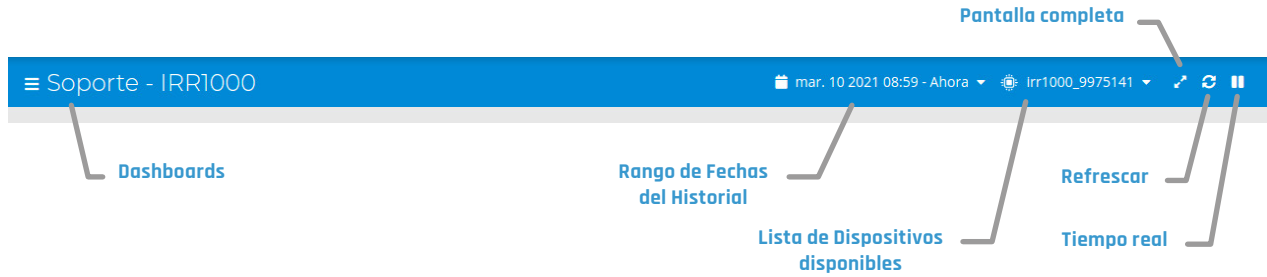 Pantalla completa
Soporte - IRR1000
mar. 10 2021 08:59 - Ahora
irr1000_9975141
Dashboards
Rango de Fechas
del Historial
Refrescar
Lista de Dispositivos
disponibles
Tiempo real